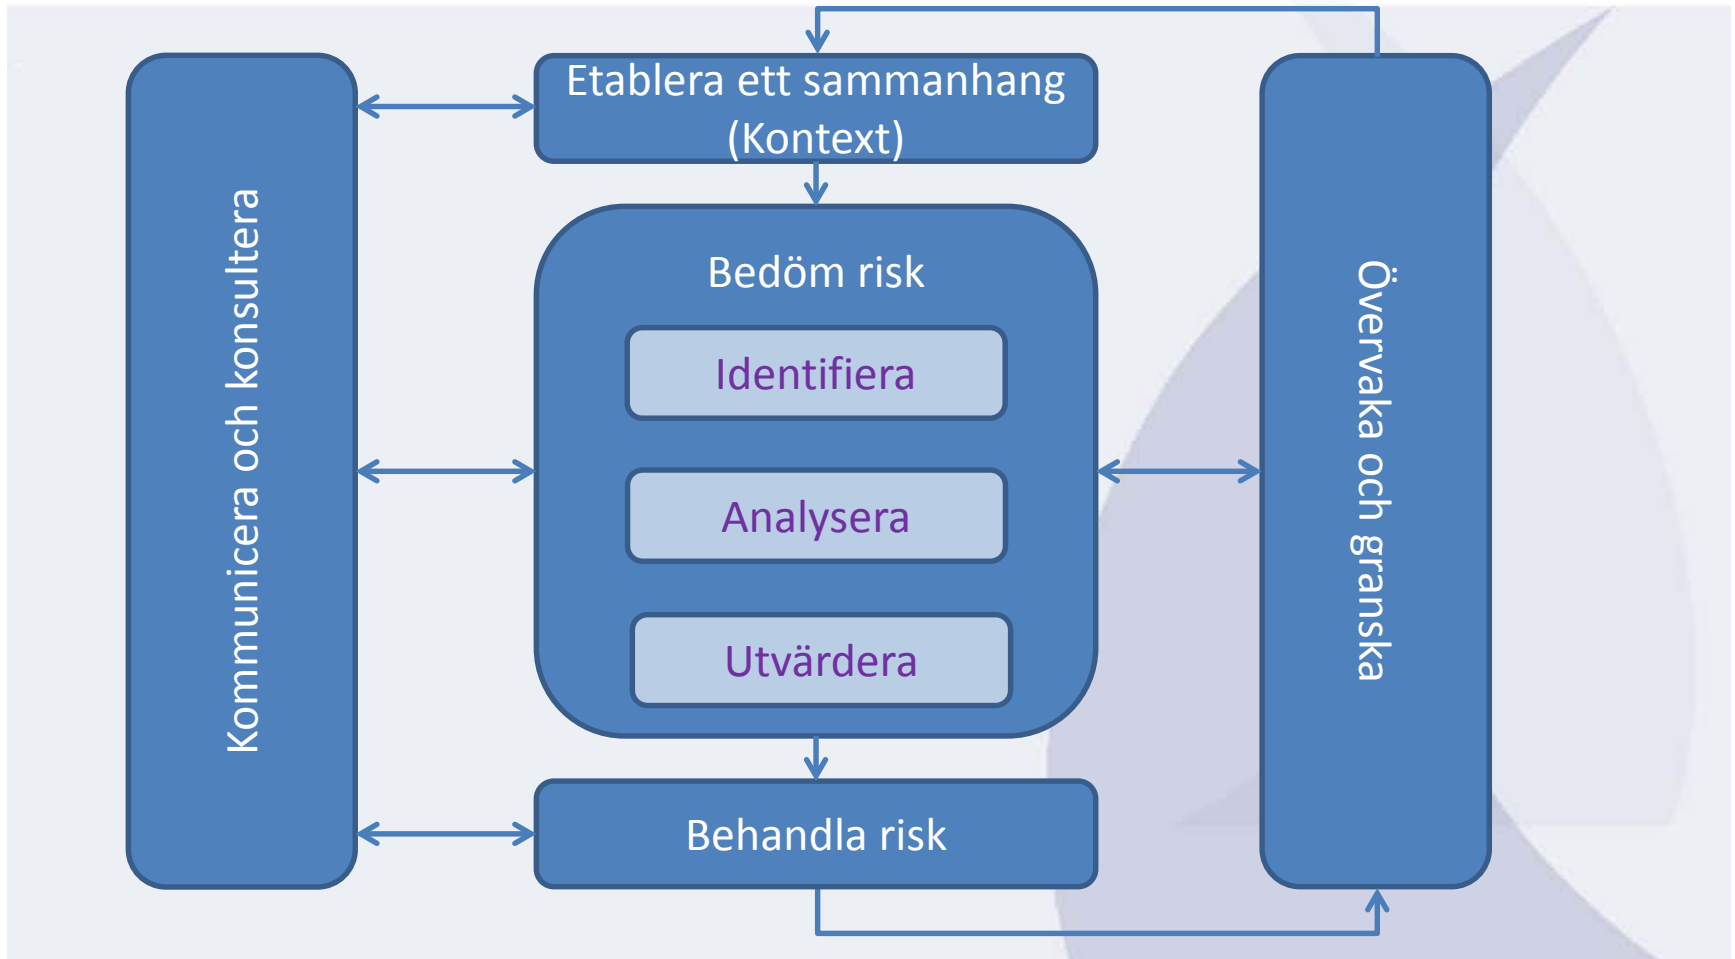 Kommunicera och konsultera
Etablera ett sammanhang
(Kontext)
Bedöm risk
Identifiera
Analysera
Utvärdera
Behandla risk
Övervaka och granska